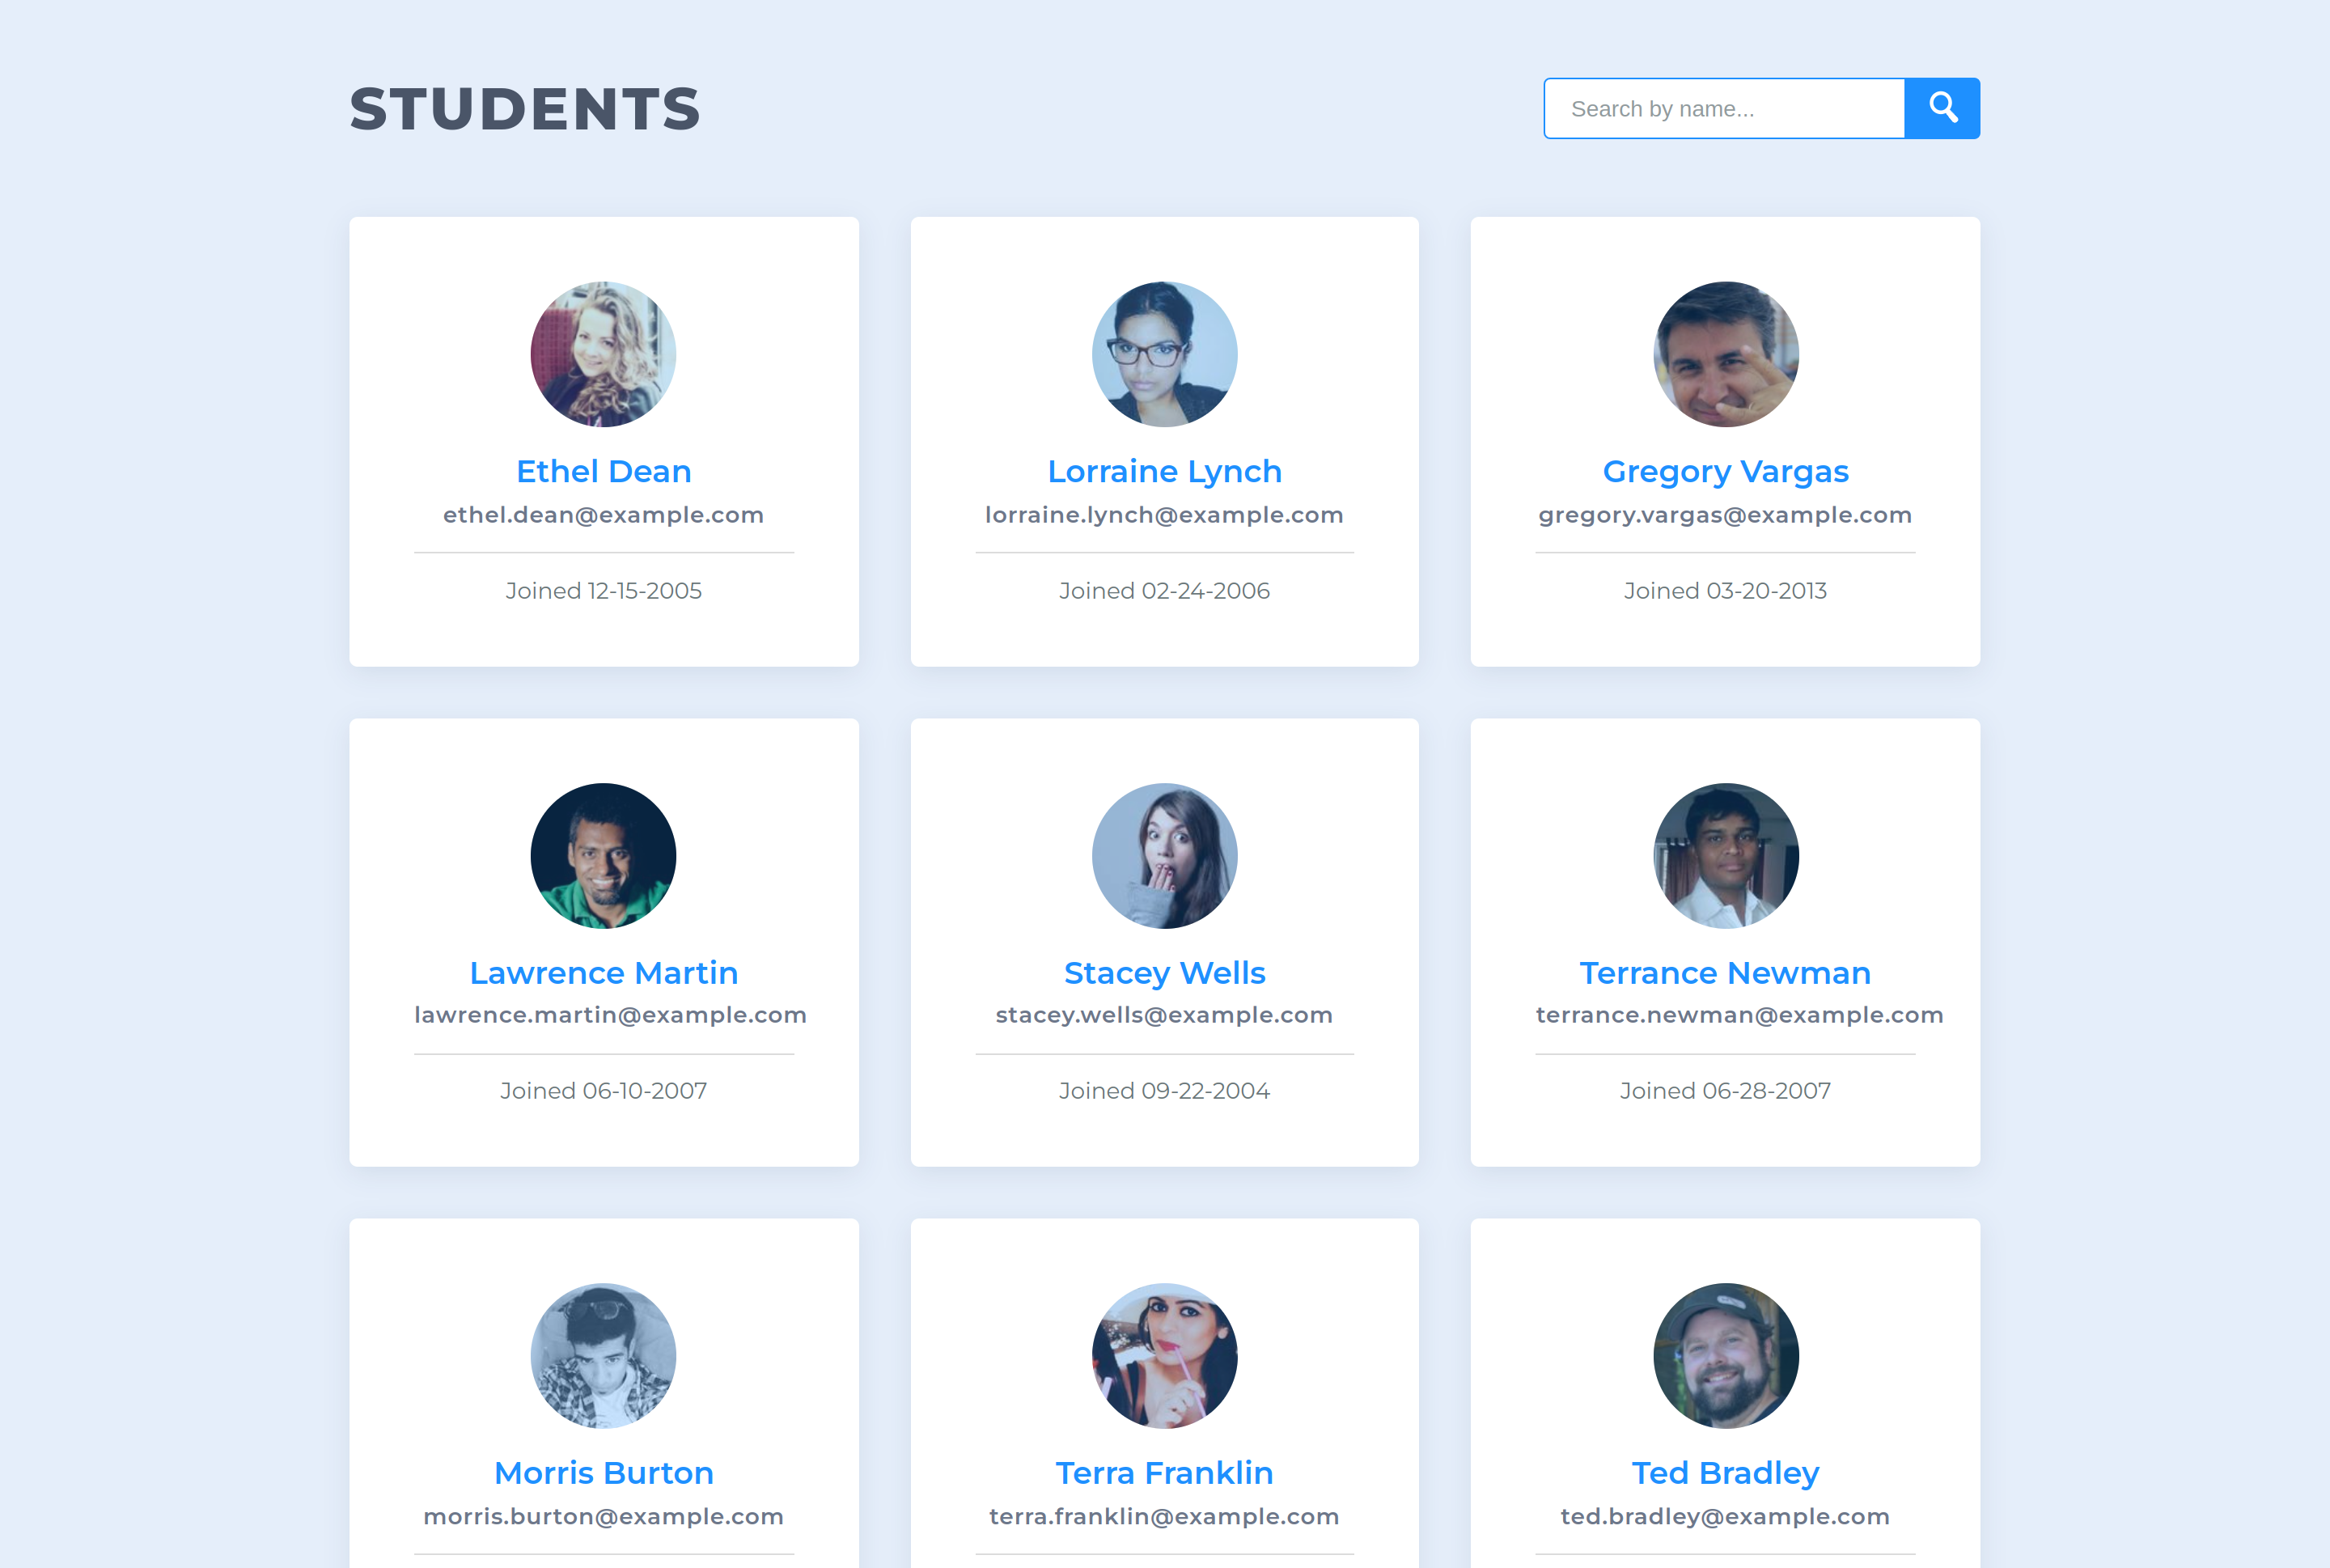 STUDENTS
Search by name...
Ethel Dean
ethel.dean@example.com
Joined 12-15-2005
Lorraine Lynch
lorraine.lynch@example.com
Joined 02-24-2006
Gregory Vargas
gregory.vargas@example.com
Joined 03-20-2013
Lawrence Martin
lawrence.martin@example.com
Joined 06-10-2007
Stacey Wells
stacey.wells@example.com
Joined 09-22-2004
Terrance Newman
terrance.newman@example.com
Joined 06-28-2007
Morris Burton
morris.burton@example.com
Terra Franklin
terra.franklin@example.com
Ted Bradley
ted.bradley@example.com